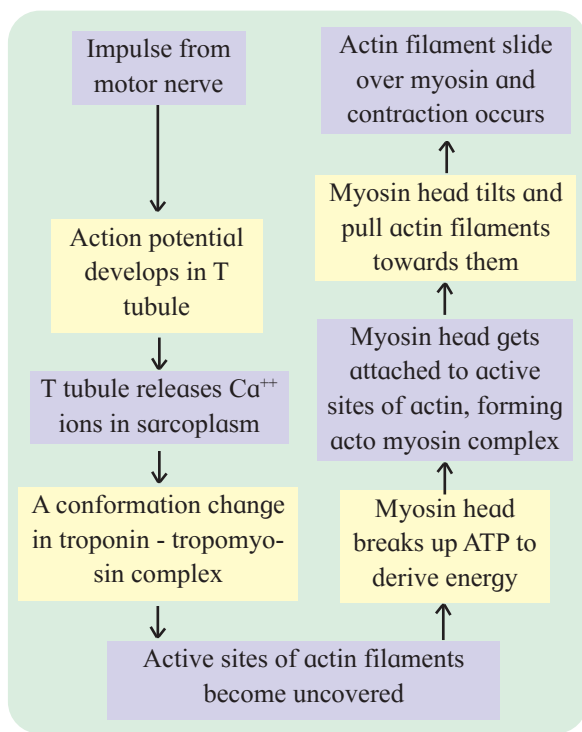 Impulse from
motor nerve
Action potential
develops in T
tubule
T tubule releases Ca⁺⁺
ions in sarcoplasm
A conformation change
in troponin - tropomyo-
sin complex
Active sites of actin filaments
become uncovered
Myosin head
breaks up ATP to
derive energy
Myosin head gets
attached to active
sites of actin, forming
acto myosin complex
Myosin head tilts and
pull actin filaments
towards them
Actin filament slide
over myosin and
contraction occurs